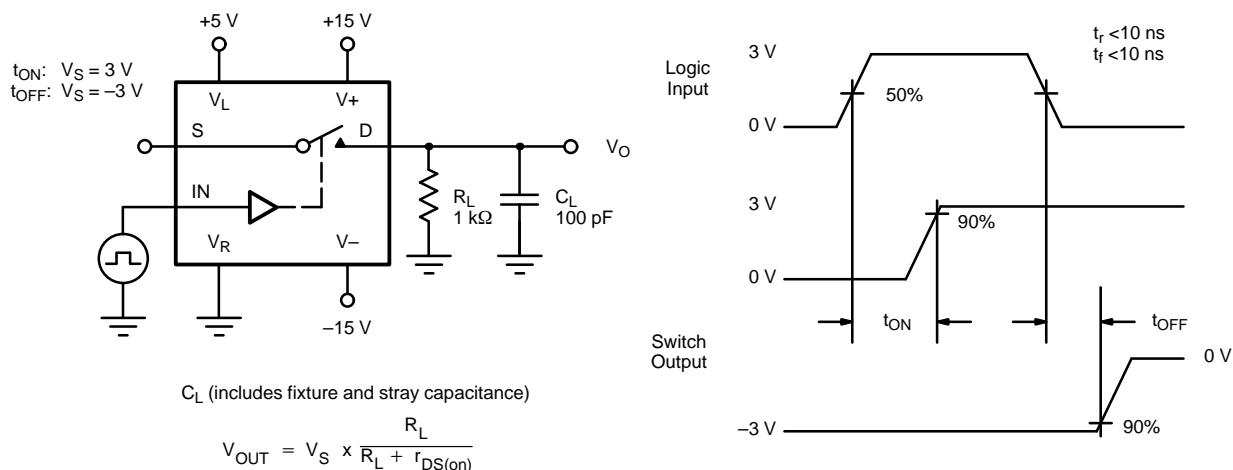 +5 V
+15 V
tON: VS = 3 V
tOFF: VS = –3 V
VL
V+
S
D
VO
IN
RL
1 kΩ
CL
100 pF
VR
V–
–15 V
CL (includes fixture and stray capacitance)
VOUT = VS x RL / RL + rDS(on)
tr <10 ns
tf <10 ns
Logic
Input
3 V
50%
0 V
3 V
90%
0 V
tON
tOFF
Switch
Output
0 V
–3 V
90%